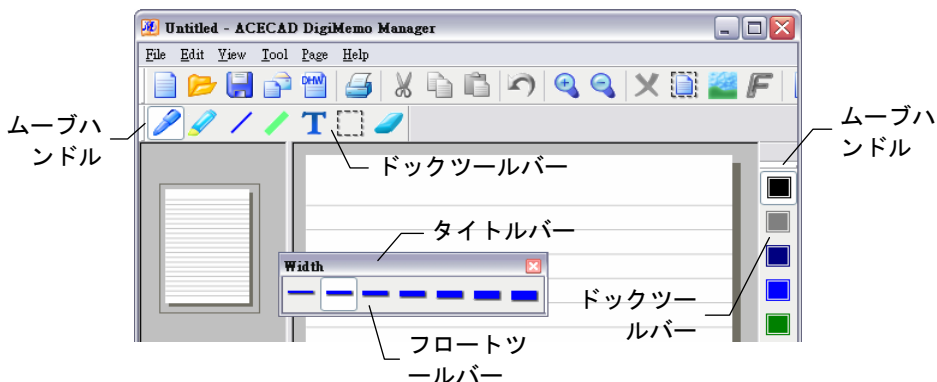 Untitled - ACECAD DigiMemo Manager
File Edit View Tool Page Help
DHW
T
F
ムーブハ
ンドル
ドックツールバー
ムーブハ
ンドル
タイトルバー
Width
ドックツー
ルバー
フロートツ
ールバー